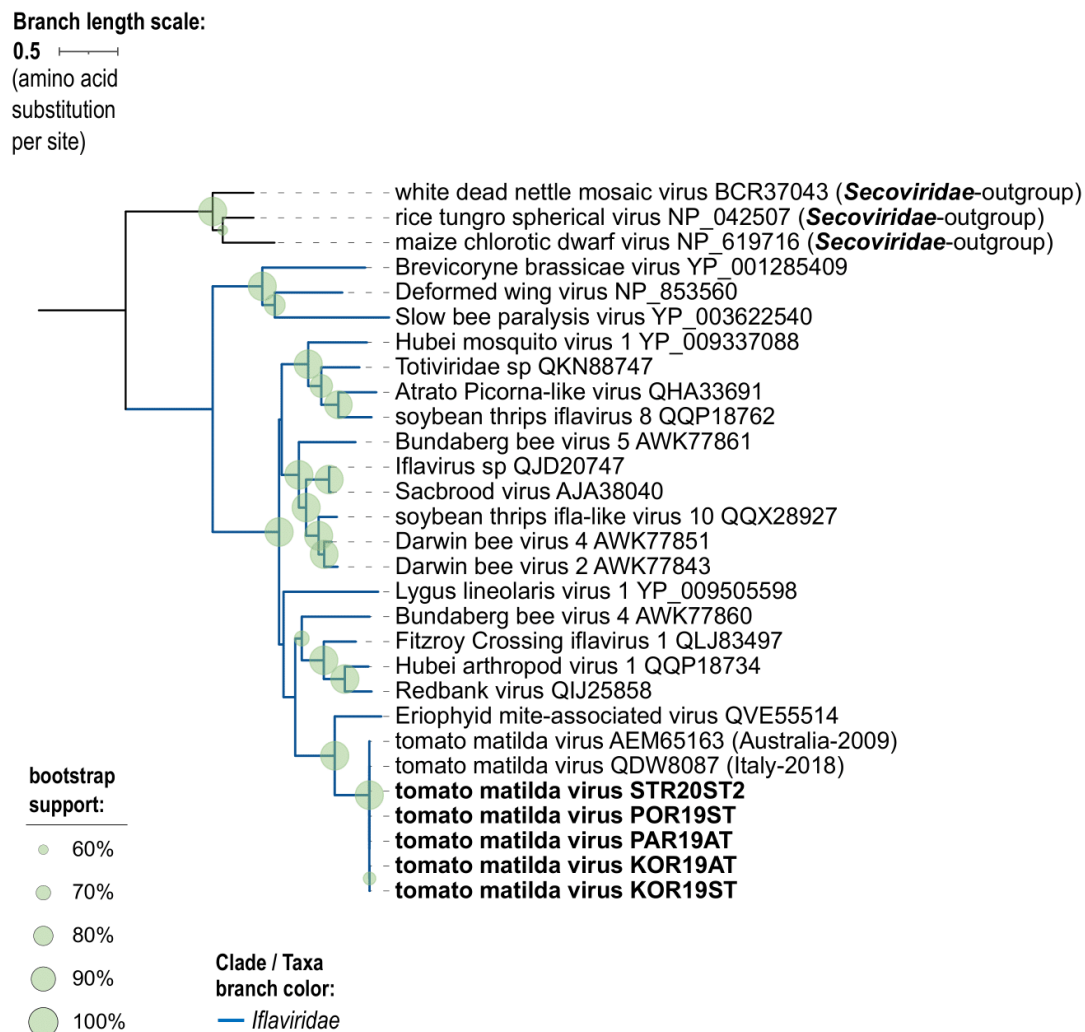 Branch length scale:
0.5
(amino acid
substitution
per site)
white dead nettle mosaic virus BCR37043 (Secoviridae-outgroup)
rice tungro spherical virus NP_042507 (Secoviridae-outgroup)
maize chlorotic dwarf virus NP_619716 (Secoviridae-outgroup)
Brevicoryne brassicae virus YP_001285409
Deformed wing virus NP_853560
Slow bee paralysis virus YP_003622540
Hubei mosquito virus 1 YP_009337088
Totiviridae sp QKN88747
Atrato Picorna-like virus QHA33691
soybean thrips iflavirus 8 QQP18762
Bundaberg bee virus 5 AWK77861
Iflavirus sp QJD20747
Sacbrood virus AJA38040
soybean thrips ifla-like virus 10 QQX28927
Darwin bee virus 4 AWK77851
Darwin bee virus 2 AWK77843
Lygus lineolaris virus 1 YP_009505598
Bundaberg bee virus 4 AWK77860
Fitzroy Crossing iflavirus 1 QLJ83497
Hubei arthropod virus 1 QQP18734
Redbank virus QIJ25858
Eriophyid mite-associated virus QVE55514
tomato matilda virus AEM65163 (Australia-2009)
tomato matilda virus QDW8087 (Italy-2018)
tomato matilda virus STR20ST2
tomato matilda virus POR19ST
tomato matilda virus PAR19AT
tomato matilda virus KOR19AT
tomato matilda virus KOR19ST
bootstrap
support:
60%
70%
80%
90%
100%
Clade / Taxa
branch color:
Iflaviridae